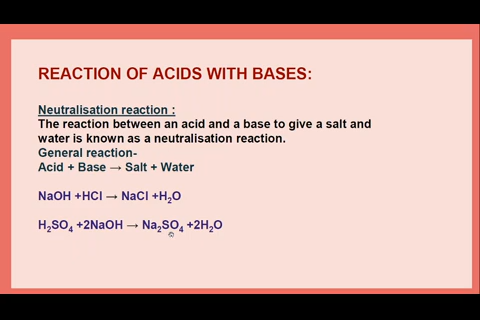 REACTION OF ACIDS WITH BASES:
Neutralisation reaction :
The reaction between an acid and a base to give a salt and
water is known as a neutralisation reaction.
General reaction-
Acid + Base → Salt + Water
NaOH +HCl → NaCl +H₂O
H₂SO₄ +2NaOH → Na₂SO₄ +2H₂O